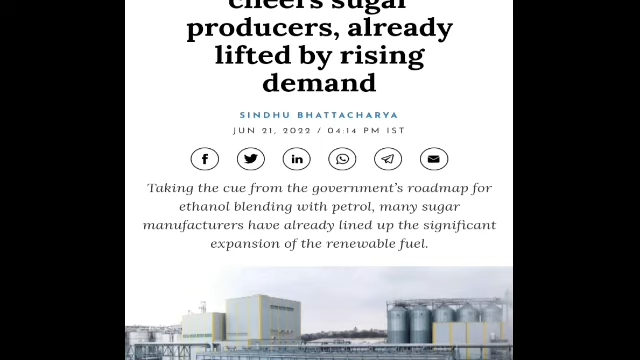 cheers sugar
producers, already
lifted by rising
demand
SINDHU BHATTACHARYA
JUN 21, 2022 / 04:14 PM IST
Taking the cue from the government's roadmap for
ethanol blending with petrol, many sugar
manufacturers have already lined up the significant
expansion of the renewable fuel.